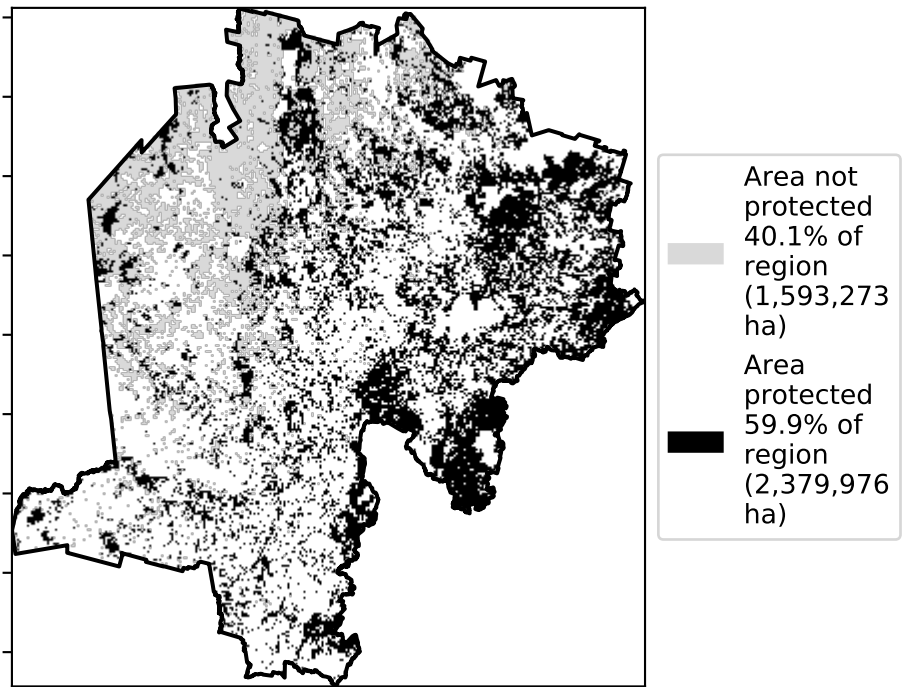 Area not
protected
40.1% of
region
(1,593,273
ha)
Area
protected
59.9% of
region
(2,379,976
ha)